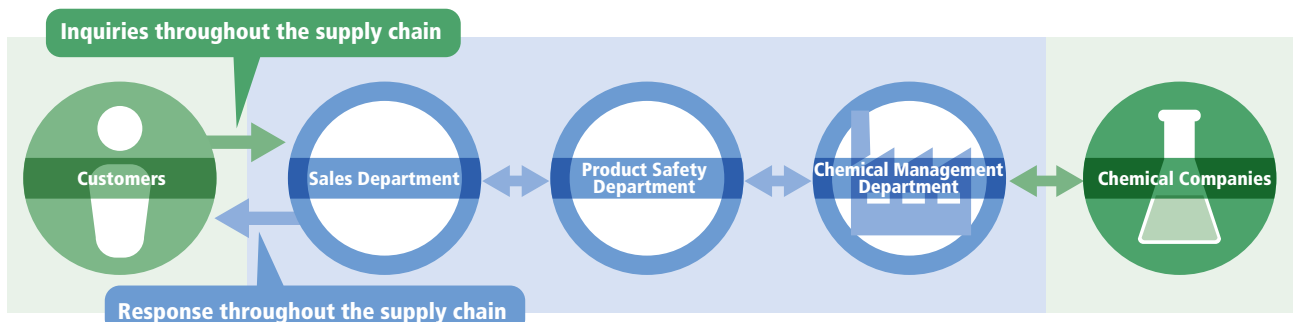 Inquiries throughout the supply chain
Customers
Sales Department
Product Safety
Department
Chemical Management
Department
Chemical Companies
Response throughout the supply chain